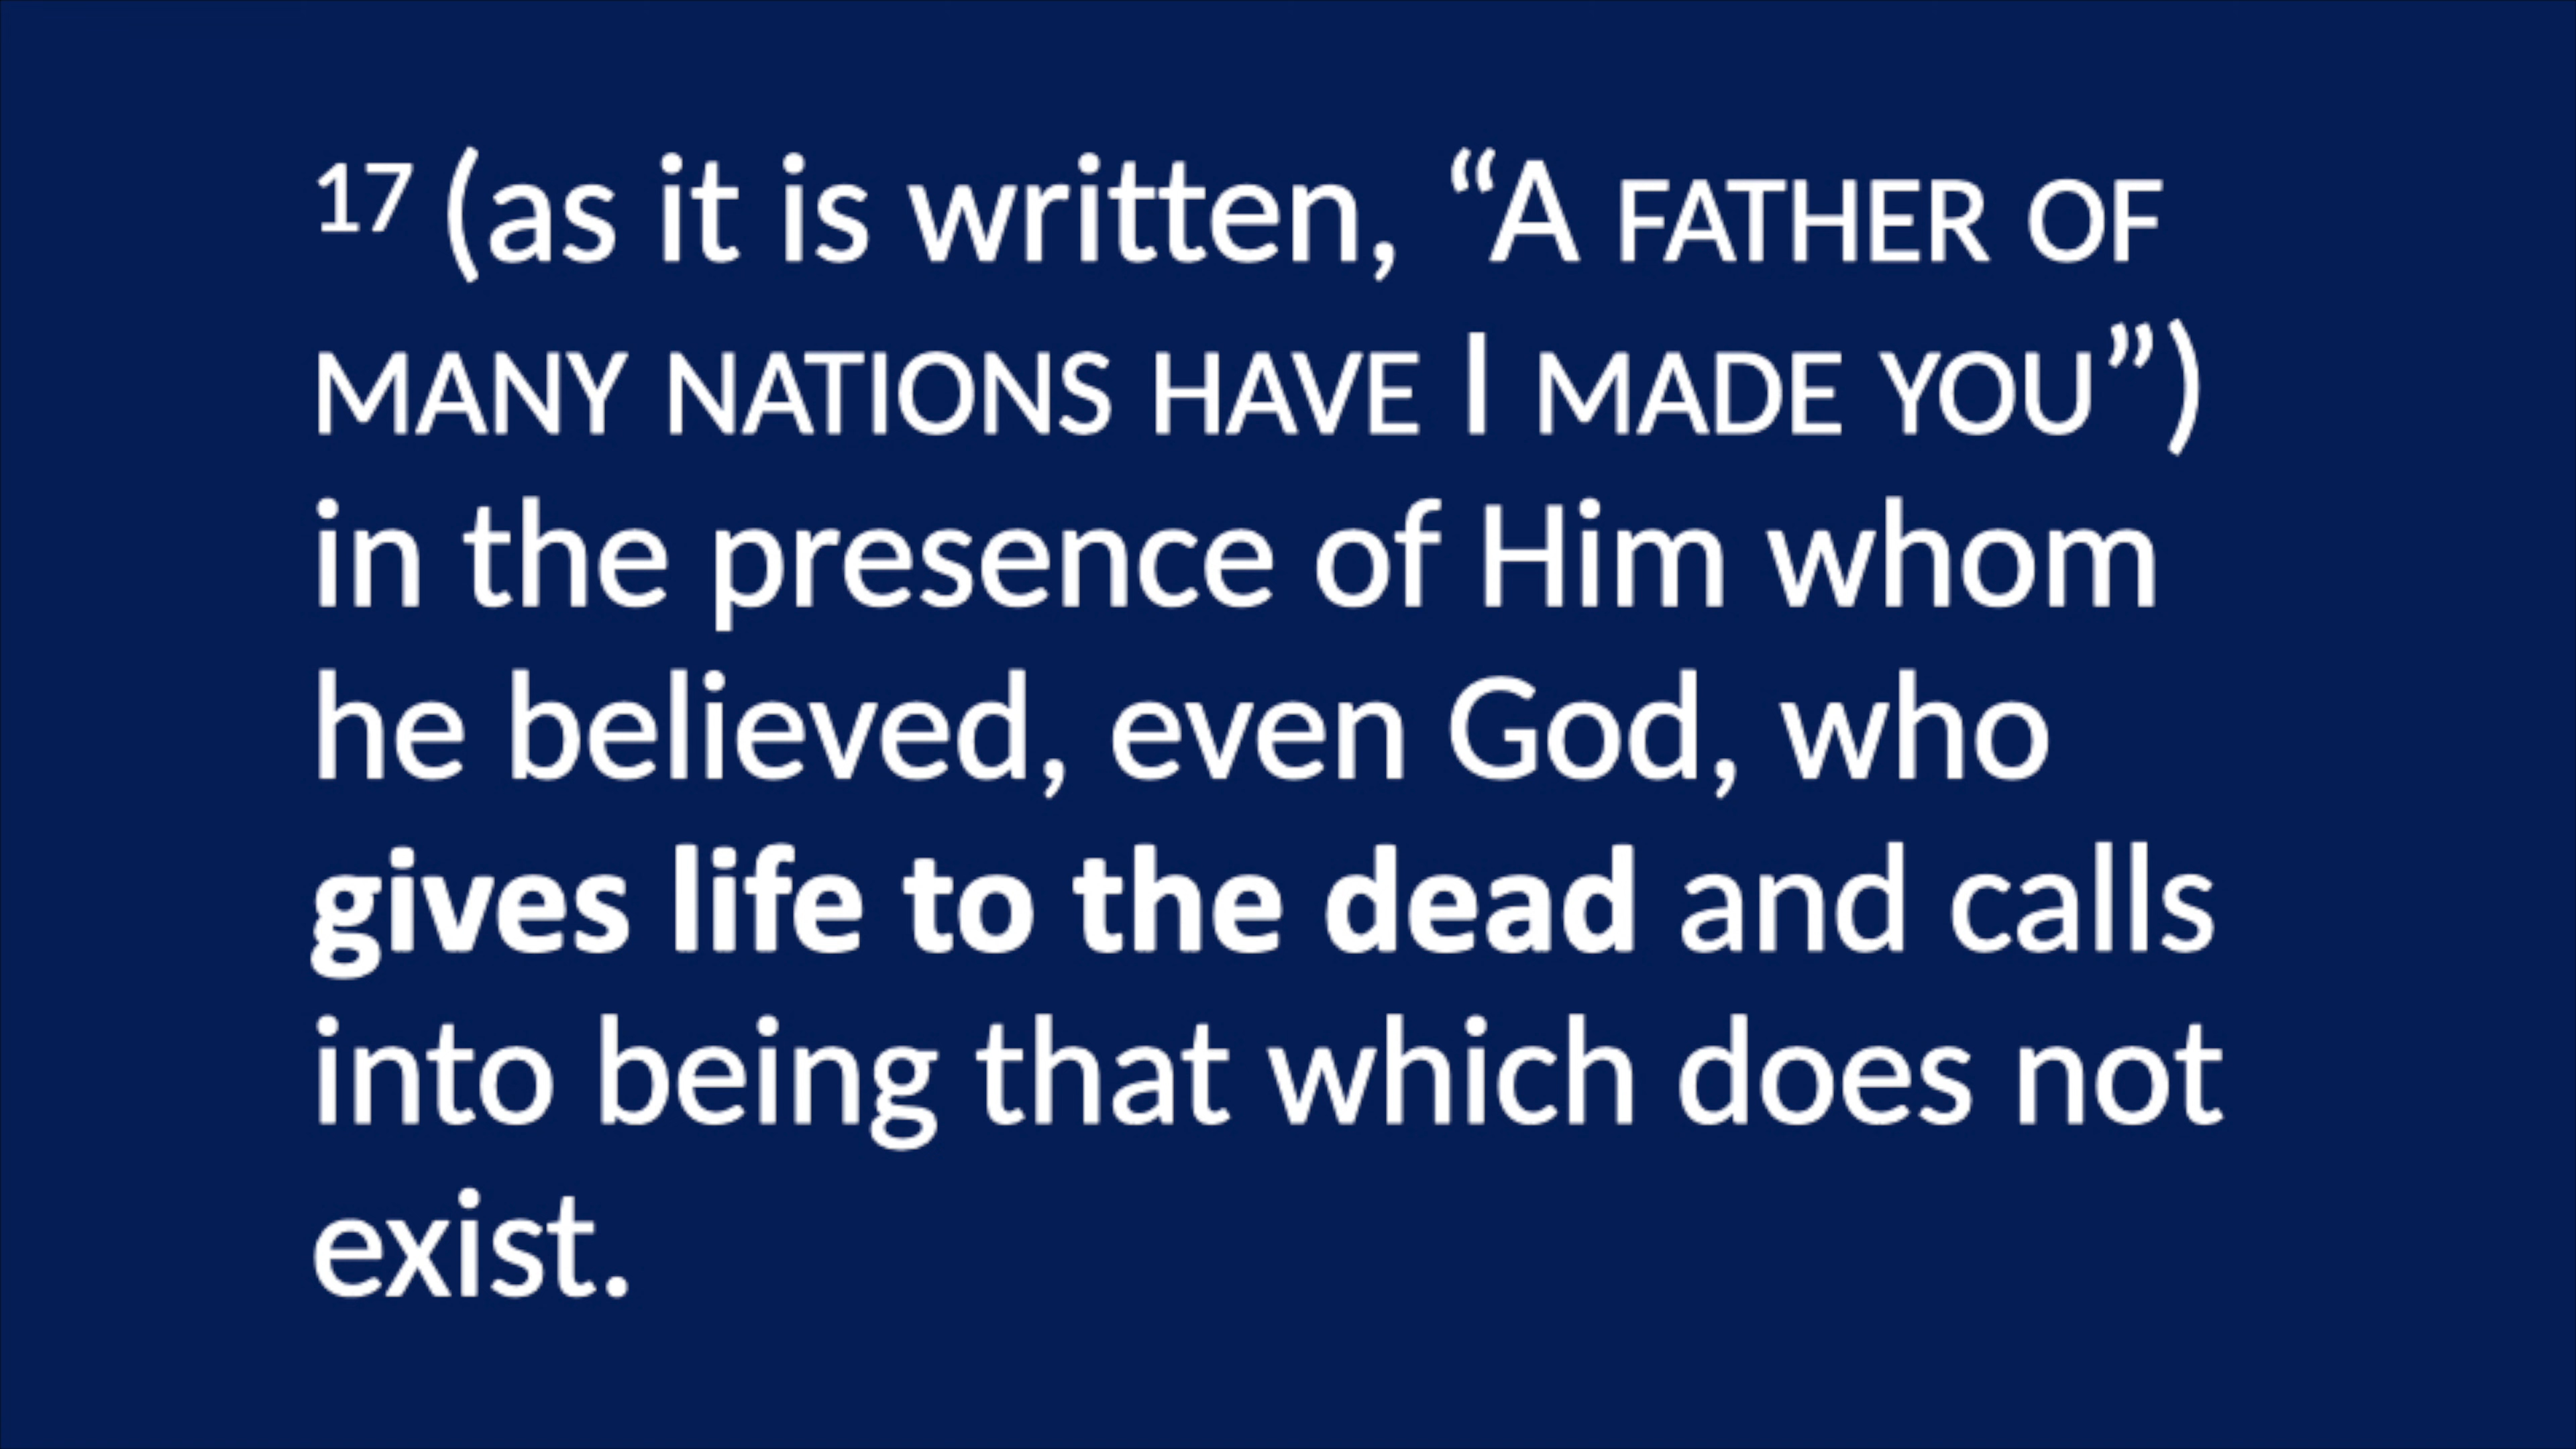 17 (as it is written, “A FATHER OF
MANY NATIONS HAVE I MADE YOU”)
in the presence of Him whom
he believed, even God, who
gives life to the dead and calls
into being that which does not
exist.